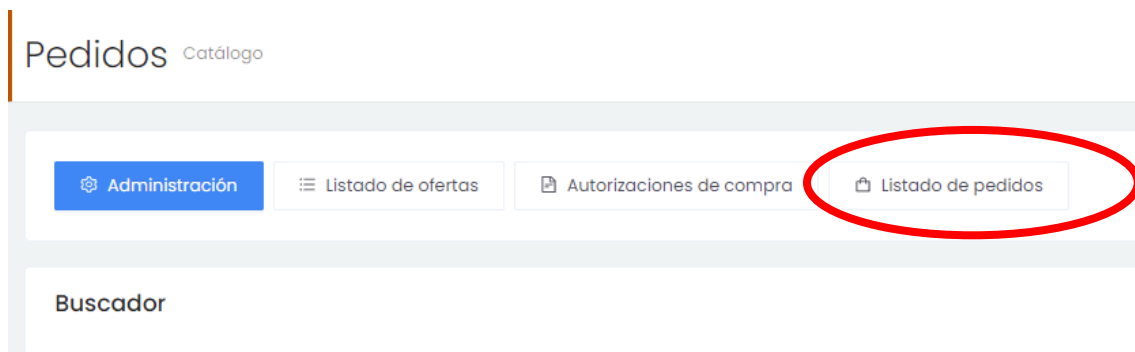 Pedidos Catálogo
Administración Listado de ofertas Autorizaciones de compra Listado de pedidos
Buscador